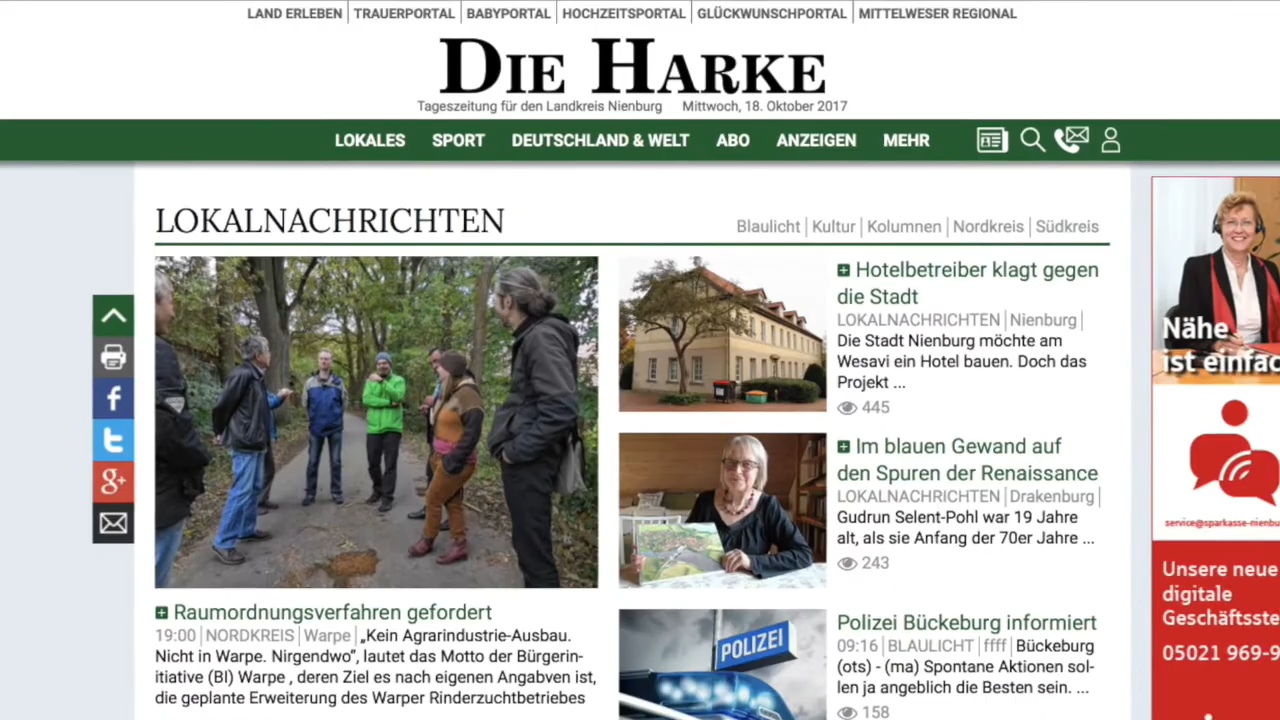 LAND ERLEBEN | TRAUERPORTAL | BABYPORTAL | HOCHZEITSPORTAL | GLÜCKWUNSCHPORTAL | MITTELWESER REGIONAL
DIE HARKE
Tageszeitung für den Landkreis Nienburg Mittwoch, 18. Oktober 2017
LOKALES SPORT DEUTSCHLAND & WELT ABO ANZEIGEN MEHR
LOKALNACHRICHTEN
Blaulicht | Kultur | Kolumnen | Nordkreis | Südkreis
Raumordnungsverfahren gefordert
19:00 | NORDKREIS | Warpe | „Kein Agrarindustrie-Ausbau.
Nicht in Warpe. Nirgendwo“, lautet das Motto der Bürgerin-
itiative (BI) Warpe , deren Ziel es nach eigenen Angabven ist,
die geplante Erweiterung des Warper Rinderzuchtbetriebes
Hotelbetreiber klagt gegen
die Stadt
LOKALNACHRICHTEN | Nienburg |
Die Stadt Nienburg möchte am
Wesavi ein Hotel bauen. Doch das
Projekt ...
445
Im blauen Gewand auf
den Spuren der Renaissance
LOKALNACHRICHTEN | Drakenburg |
Gudrun Selent-Pohl war 19 Jahre
alt, als sie Anfang der 70er Jahre ...
243
POLIZEI
Polizei Bückeburg informiert
09:16 | BLAULICHT | ffff | Bückeburg
(ots) - (ma) Spontane Aktionen sol-
len ja angeblich die Besten sein. ...
158
f
g+
Nähe
ist einfac
service@sparkasse-nienbu
Unsere neue
digitale
Geschäftsste
05021 969-9